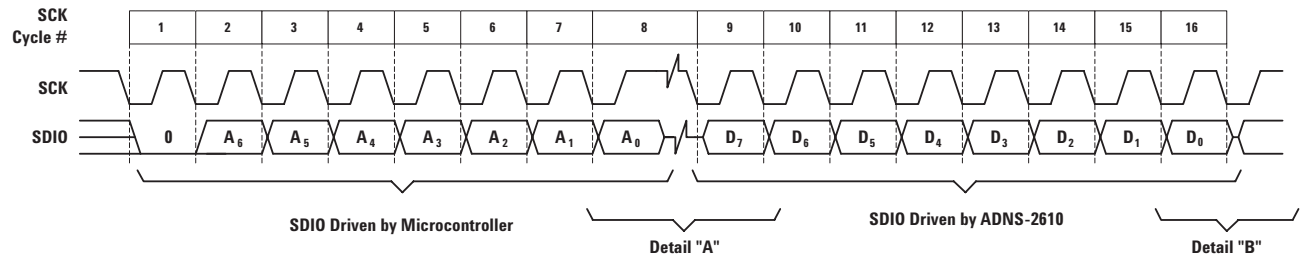 SCK
Cycle #
1 2 3 4 5 6 7 8 9 10 11 12 13 14 15 16
SCK
SDIO
0 A6 A5 A4 A3 A2 A1 A0 D7 D6 D5 D4 D3 D2 D1 D0
SDIO Driven by Microcontroller
SDIO Driven by ADNS-2610
Detail "A"
Detail "B"